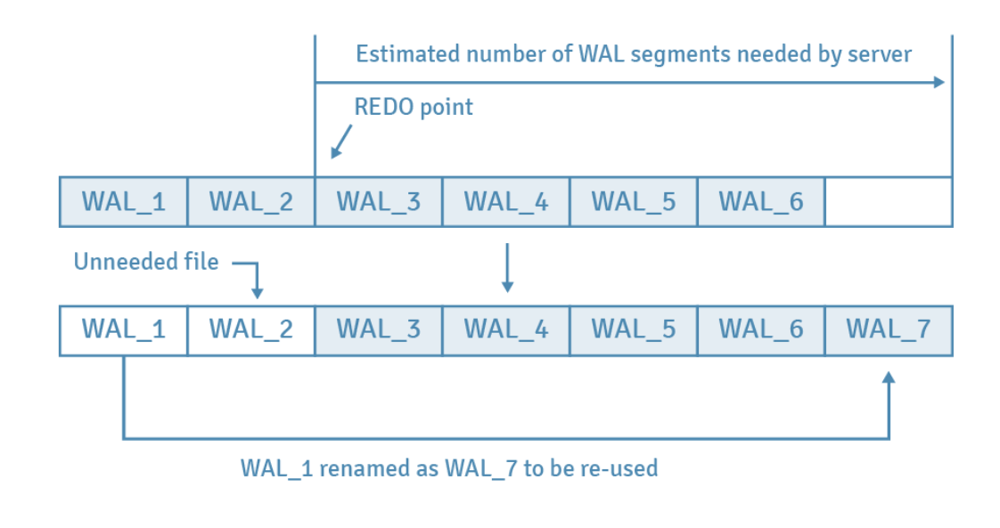 Estimated number of WAL segments needed by server
REDO point
WAL_1 WAL_2 WAL_3 WAL_4 WAL_5 WAL_6
Unneeded file
WAL_1 WAL_2 WAL_3 WAL_4 WAL_5 WAL_6 WAL_7
WAL_1 renamed as WAL_7 to be re-used